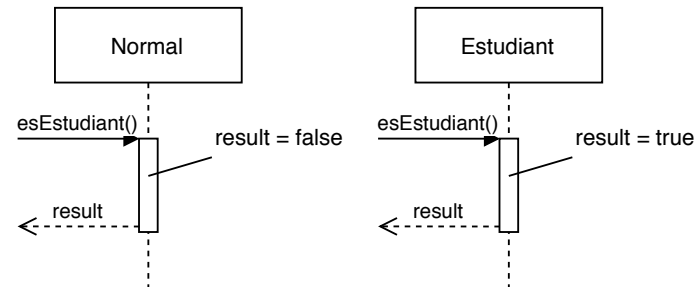 Normal
esEstudiant()
result = false
result
Estudiant
esEstudiant()
result = true
result